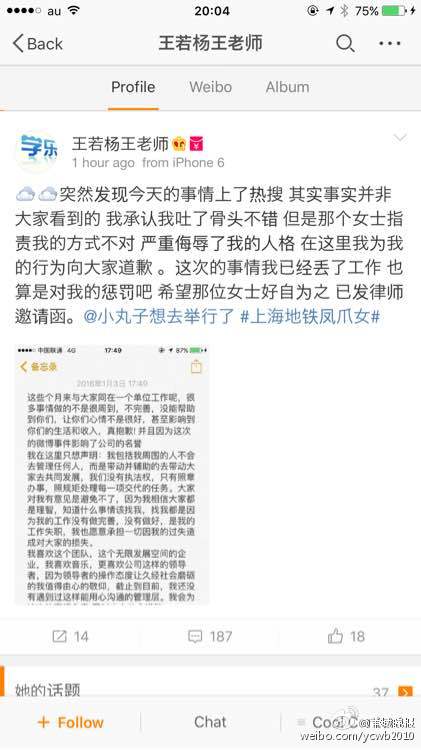 au
20:04
75%
Back
王若杨王老师
Profile
Weibo
Album
学乐
王若杨王老师
1 hour ago from iPhone 6
突然发现今天的事情上了热搜 其实事实并非
大家看到的 我承认我吐了骨头不错 但是那个女士指
责我的方式不对 严重侮辱了我的人格 在这里我为我
的行为向大家道歉 。这次的事情我已经丢了工作 也
算是对我的惩罚吧 希望那位女士好自为之 已发律师
邀请函。@小丸子想去举行了 #上海地铁凤爪女#
中国联通 4G
17:49
87%
备忘录
2016年1月3日 17:49
这些个月来与大家同在一个单位工作呢，很
多事情做的不是很周到，不完善，没能帮助
到你们，让你们心情不是很好，甚至影响到
你们的生活和收入，真抱歉! 并且因为这次
的微博事件影响了公司的名誉
我在这里只想声明：我包括我周围的人不会
去管理任何人，而是带动并辅助的去带动大
家去共同发展，我们没有执法权，只有照章
办事，照规矩处理每一项交代的任务。大家
对我有意见是避免不了，因为我相信大家都
是理智，知道什么事情该找我，找我都是因
为我的工作没有做完善，没有做好，是我的
工作失职，我也愿意承担一切因我的过失造
成对大家的损失。
我喜欢这个团队，这个无限发展空间的企
业，我喜欢音乐，更喜欢公司这样的领导
者，因为领导者的操作态度让久经社会磨砺
的我值得由心的敬仰，截止到目前，我还没
有遇到过这样能用心沟通的管理层。我会为
14
187
18
她的话题
37
Follow
Chat
Cool C
@羊城晚报
weibo.com/ycwb2010